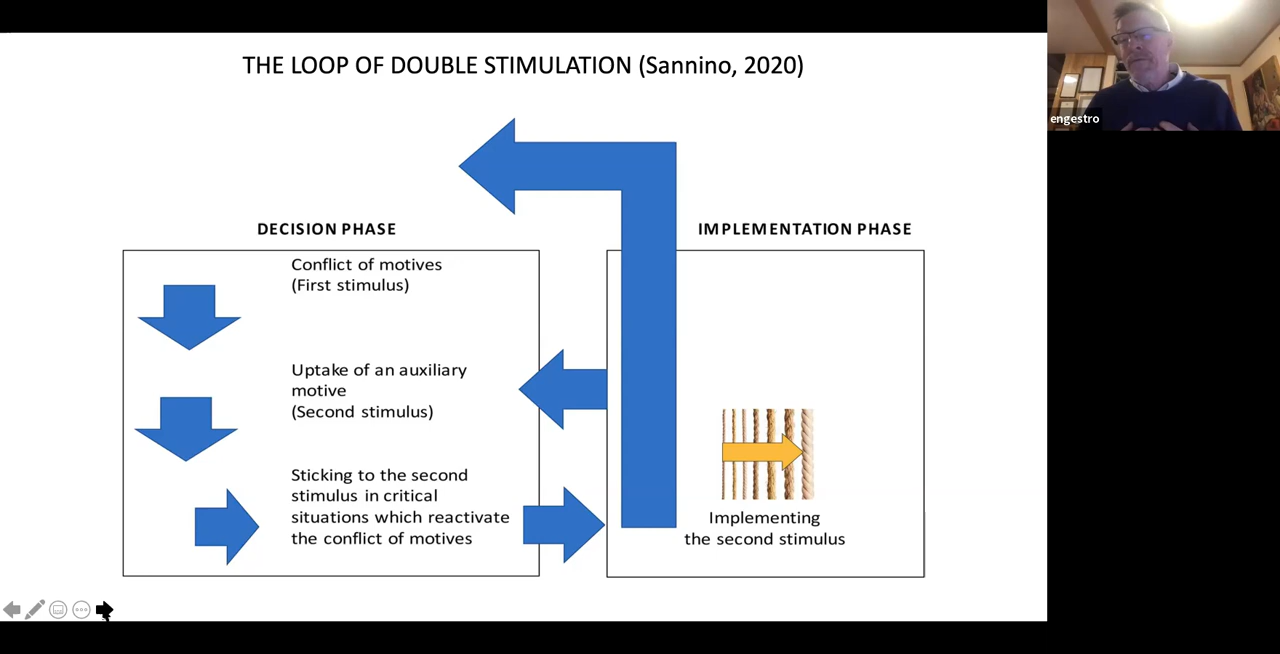 THE LOOP OF DOUBLE STIMULATION (Sannino, 2020)
engestro
DECISION PHASE
Conflict of motives
(First stimulus)
Uptake of an auxiliary
motive
(Second stimulus)
Sticking to the second
stimulus in critical
situations which reactivate
the conflict of motives
IMPLEMENTATION PHASE
Implementing
the second stimulus